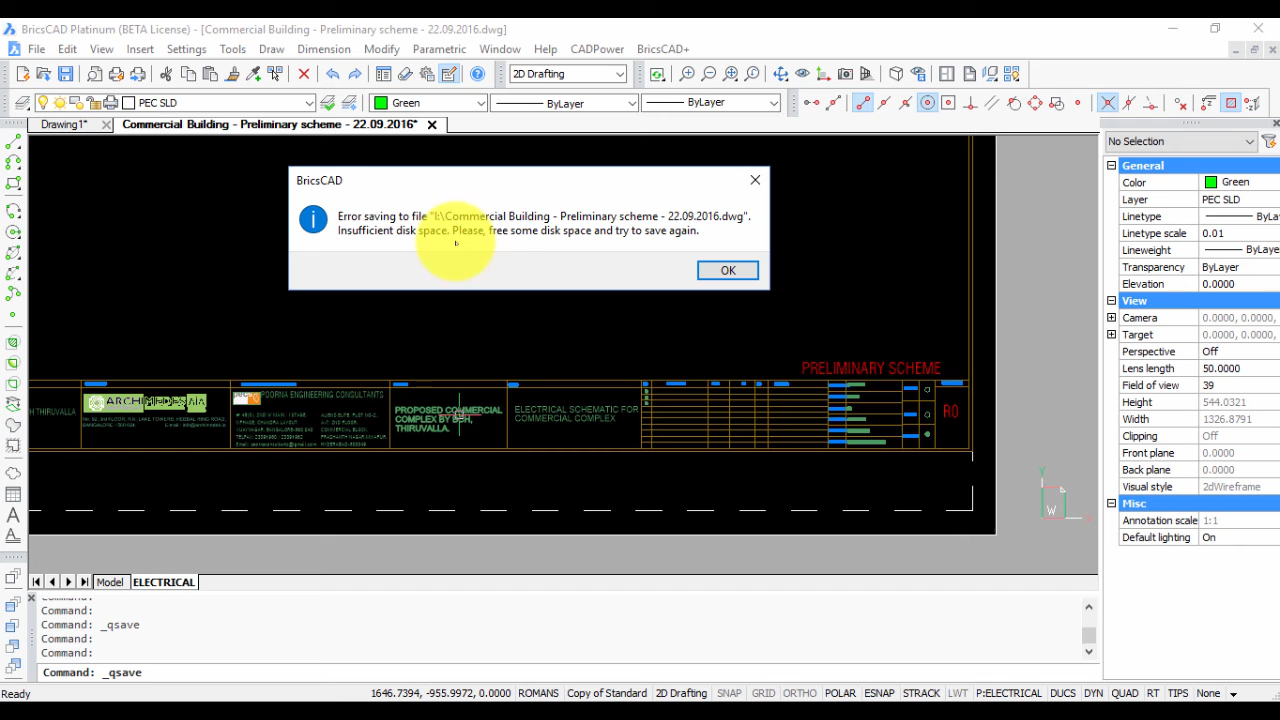 BricsCAD Platinum (BETA License) - [Commercial Building - Preliminary scheme - 22.09.2016.dwg]
File Edit View Insert Settings Tools Draw Dimension Modify Parametric Window Help CADPower BricsCAD+
2D Drafting
PEC SLD Green ByLayer ByLayer
Drawing1* Commercial Building - Preliminary scheme - 22.09.2016*
No Selection
BricsCAD
Error saving to file "I:\Commercial Building - Preliminary scheme - 22.09.2016.dwg".
Insufficient disk space. Please, free some disk space and try to save again.
OK
General
Color Green
Layer PEC SLD
Linetype ByLayer
Linetype scale 0.01
Lineweight ByLaye
Transparency ByLayer
Elevation 0.0000
View
Camera 0.0000, 0.0000,
Target 0.0000, 0.0000,
Perspective Off
Lens length 50.0000
Field of view 39
Height 544.0321
Width 1326.8791
Clipping Off
Front plane 0.0000
Back plane 0.0000
Visual style 2dWireframe
Misc
Annotation scale 1:1
Default lighting On
PRELIMINARY SCHEME
THIRUVALLA
ARCHIMEDES
POORNA ENGINEERING CONSULTANTS
PROPOSED COMMERCIAL
COMPLEX BY
THIRUVALLA.
ELECTRICAL SCHEMATIC FOR
COMMERCIAL COMPLEX
R0
Y
W
Model ELECTRICAL
Command:
Command: _qsave
Command:
Command:
Command: _qsave
Ready 1646.7394, -955.9972, 0.0000 ROMANS Copy of Standard 2D Drafting SNAP GRID ORTHO POLAR ESNAP STRACK LWT P:ELECTRICAL DUCS DYN QUAD RT TIPS None